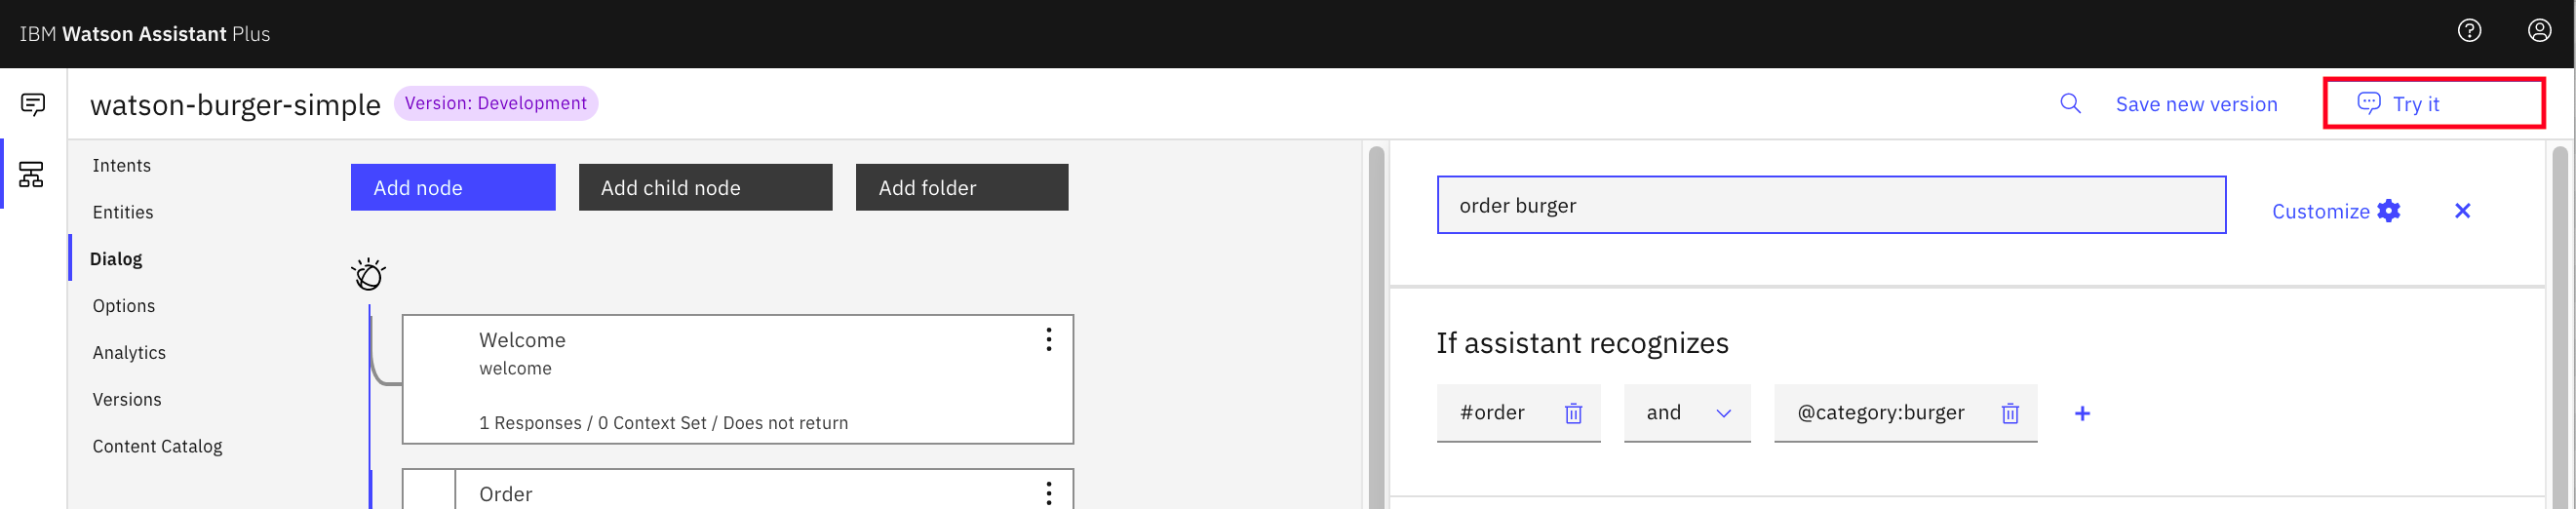 IBM Watson Assistant Plus
watson-burger-simple
Version: Development
Save new version
Try it
Intents
Entities
Dialog
Options
Analytics
Versions
Content Catalog
Add node
Add child node
Add folder
Welcome
welcome
1 Responses / 0 Context Set / Does not return
Order
order burger
Customize
If assistant recognizes
#order
and
@category:burger